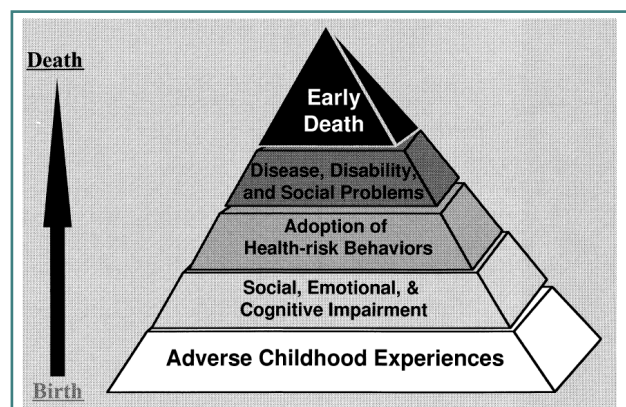 Death
Early
Death
Disease, Disability,
and Social Problems
Adoption of
Health-risk Behaviors
Social, Emotional, &
Cognitive Impairment
Adverse Childhood Experiences
Birth